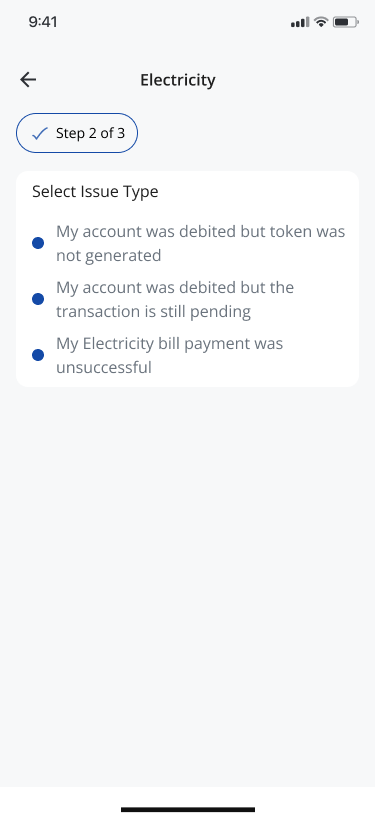 9:41
Electricity
Step 2 of 3
Select Issue Type
My account was debited but token was
not generated
My account was debited but the
transaction is still pending
My Electricity bill payment was
unsuccessful